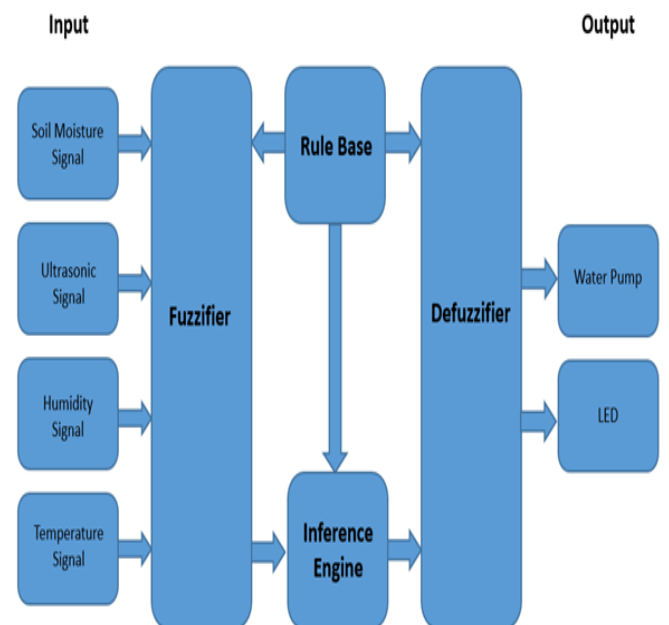 Input
Output
Soil Moisture
Signal
Ultrasonic
Signal
Humidity
Signal
Temperature
Signal
Fuzzifier
Rule Base
Inference
Engine
Defuzzifier
Water Pump
LED